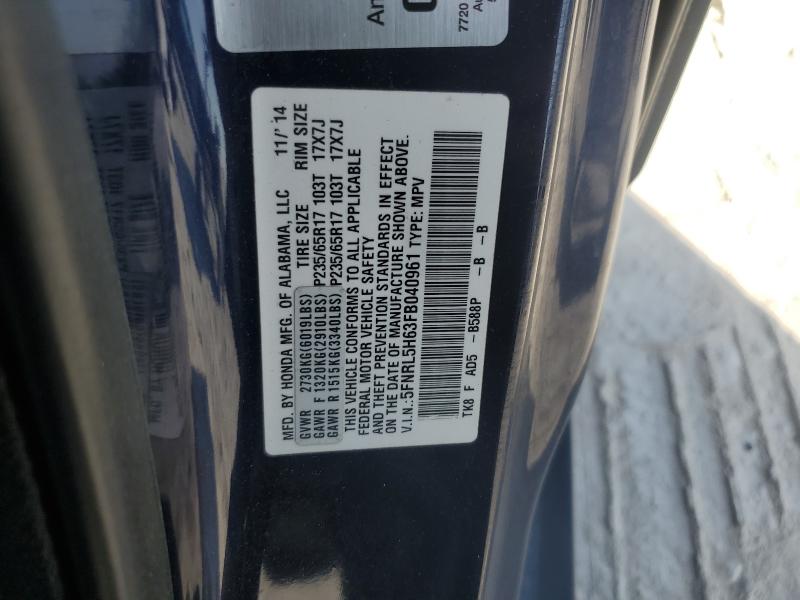 An
7720
Au
MFD. BY HONDA MFG. OF ALABAMA, LLC 11/' 14
TIRE SIZE RIM SIZE
GVWR 2730KG(6019LBS)
GAWR F 1320KG(2910LBS) P235/65R17 103T 17X7J
GAWR R 1515KG(3340LBS) P235/65R17 103T 17X7J
THIS VEHICLE CONFORMS TO ALL APPLICABLE
FEDERAL MOTOR VEHICLE SAFETY
AND THEFT PREVENTION STANDARDS IN EFFECT
ON THE DATE OF MANUFACTURE SHOWN ABOVE.
V.I.N.:5FNRL5H63FB040961 TYPE: MPV
TK8 F AD5 -B588P -B -B